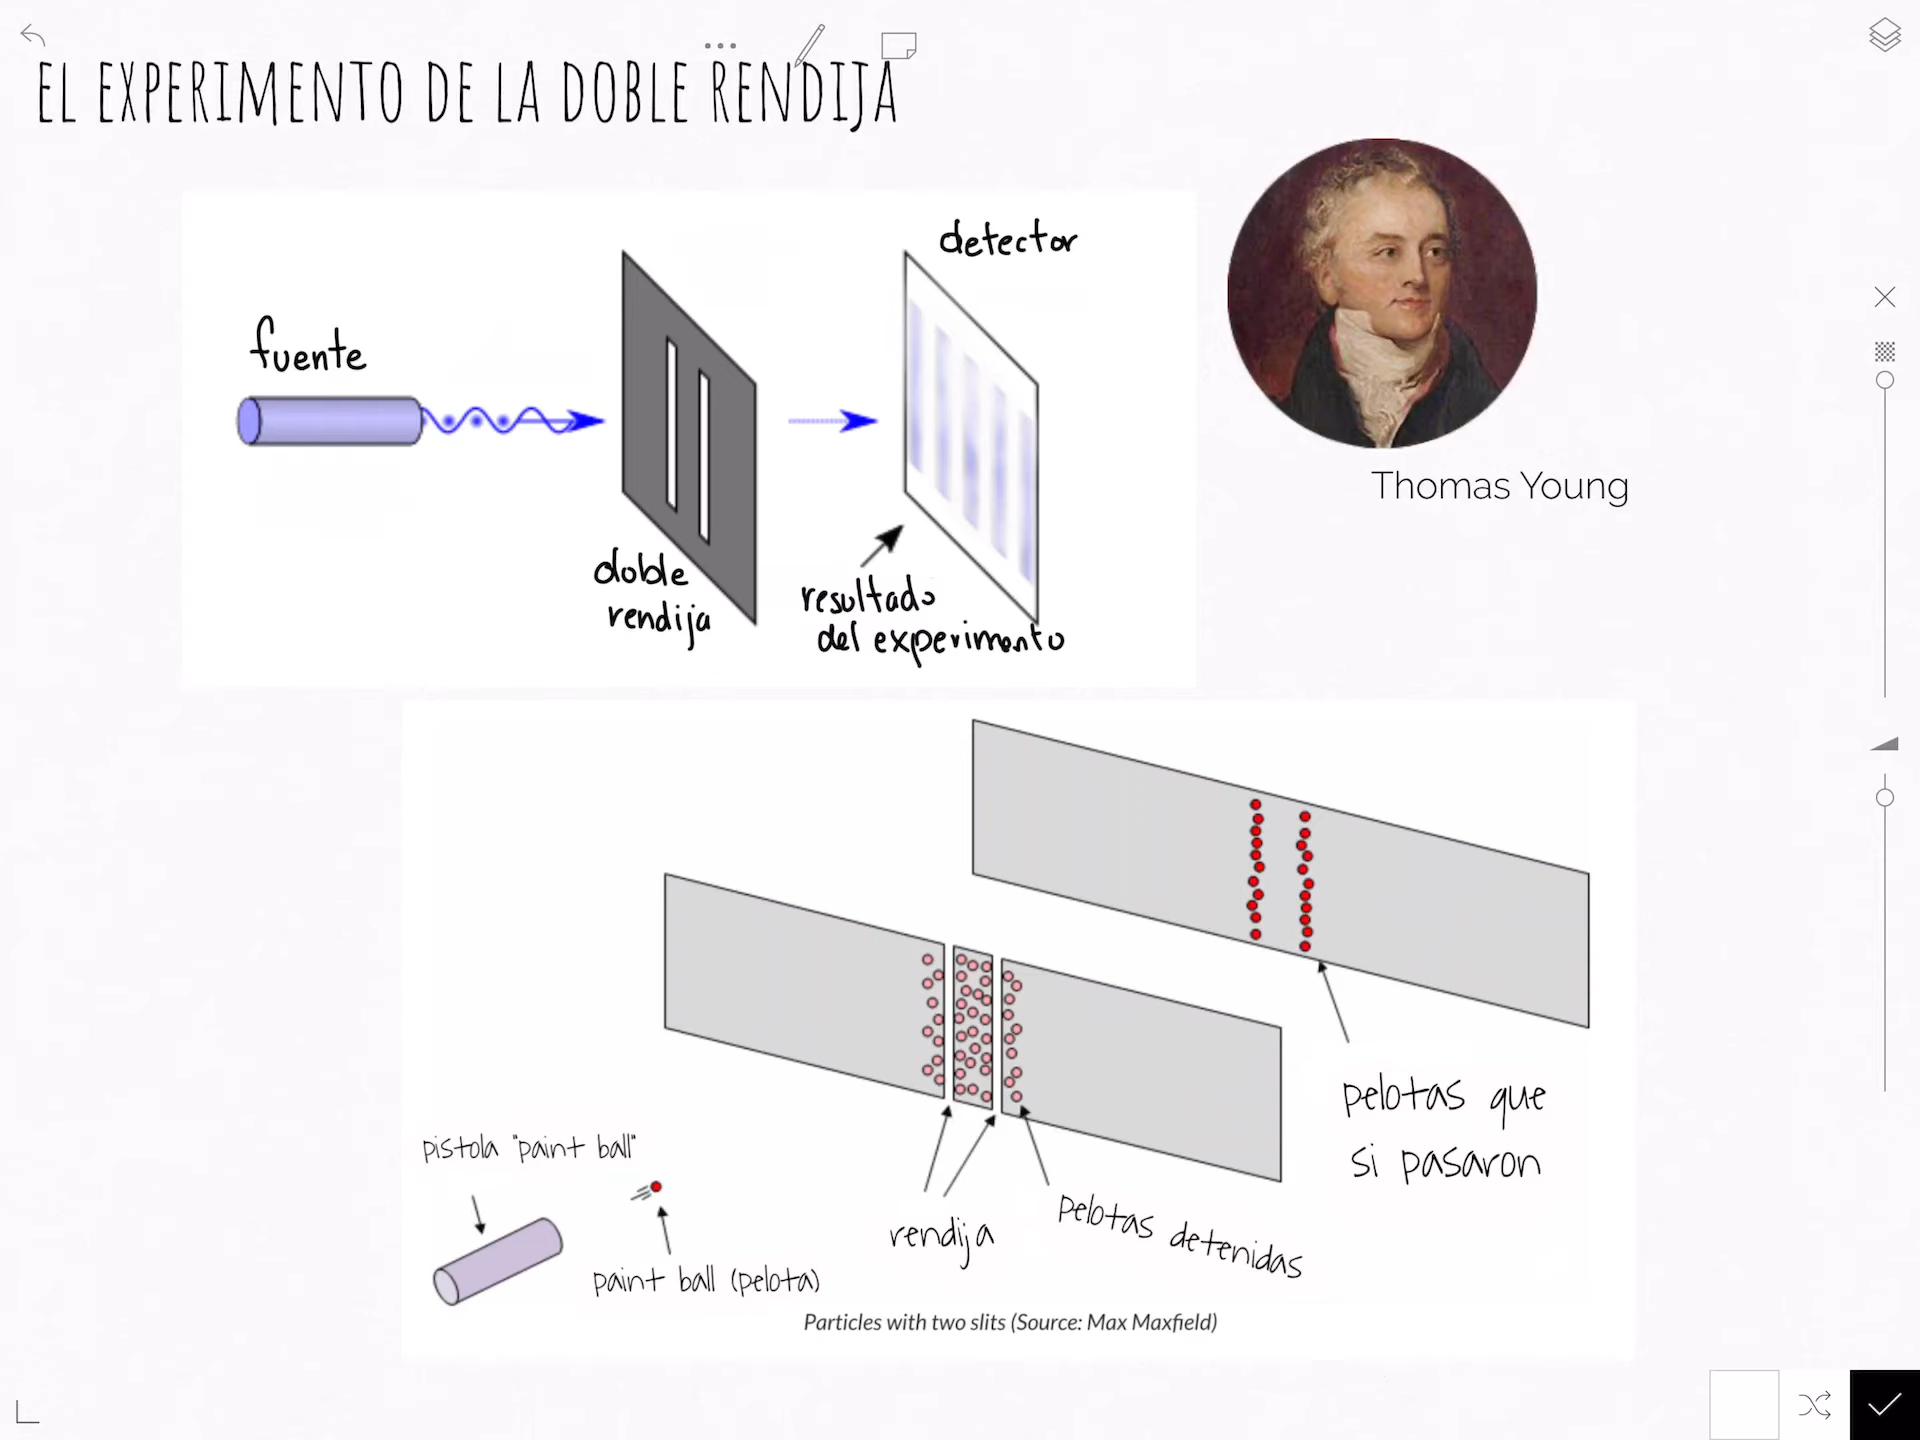 EL EXPERIMENTO DE LA DOBLE RENDIJA
detector
fuente
Thomas Young
doble
rendija
resultado
del experimento
pelotas que
si pasaron
pistola "paint ball"
pelotas detenidas
rendija
paint ball (pelota)
Particles with two slits (Source: Max Maxfield)